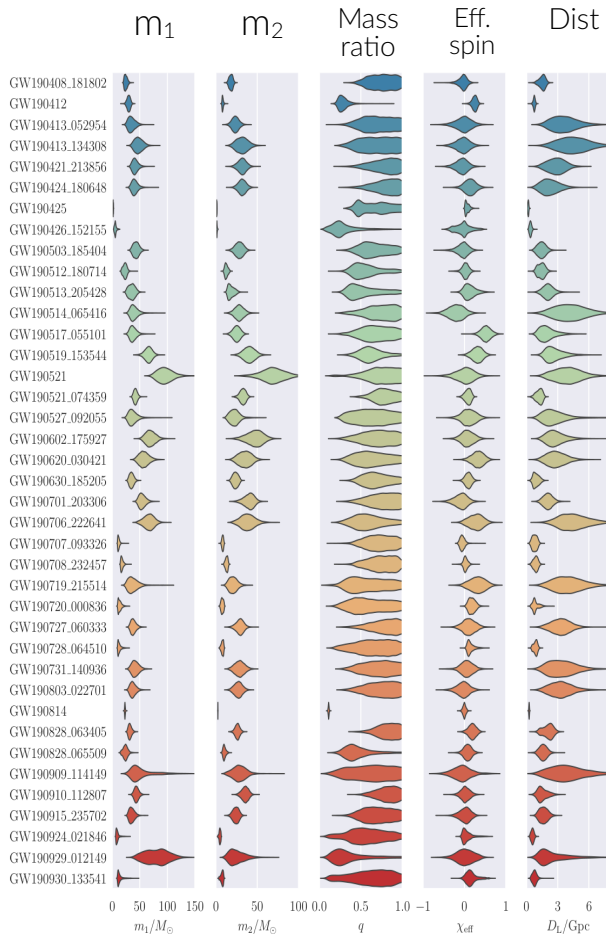 m₁ m₂ Mass ratio Eff. spin Dist
GW190408_181802
GW190412
GW190413_052954
GW190413_134308
GW190421_213856
GW190424_180648
GW190425
GW190426_152155
GW190503_185404
GW190512_180714
GW190513_205428
GW190514_065416
GW190517_055101
GW190519_153544
GW190521
GW190521_074359
GW190527_092055
GW190602_175927
GW190620_030421
GW190630_185205
GW190701_203306
GW190706_222641
GW190707_093326
GW190708_232457
GW190719_215514
GW190720_000836
GW190727_060333
GW190728_064510
GW190731_140936
GW190803_022701
GW190814
GW190828_063405
GW190828_065509
GW190909_114149
GW190910_112807
GW190915_235702
GW190924_021846
GW190929_012149
GW190930_133541
0 50 100 150 0 50 100 0.0 0.5 1.0 −1 0 1 0 2 4 6
m₁/M☉ m₂/M☉ q χeff DL/Gpc